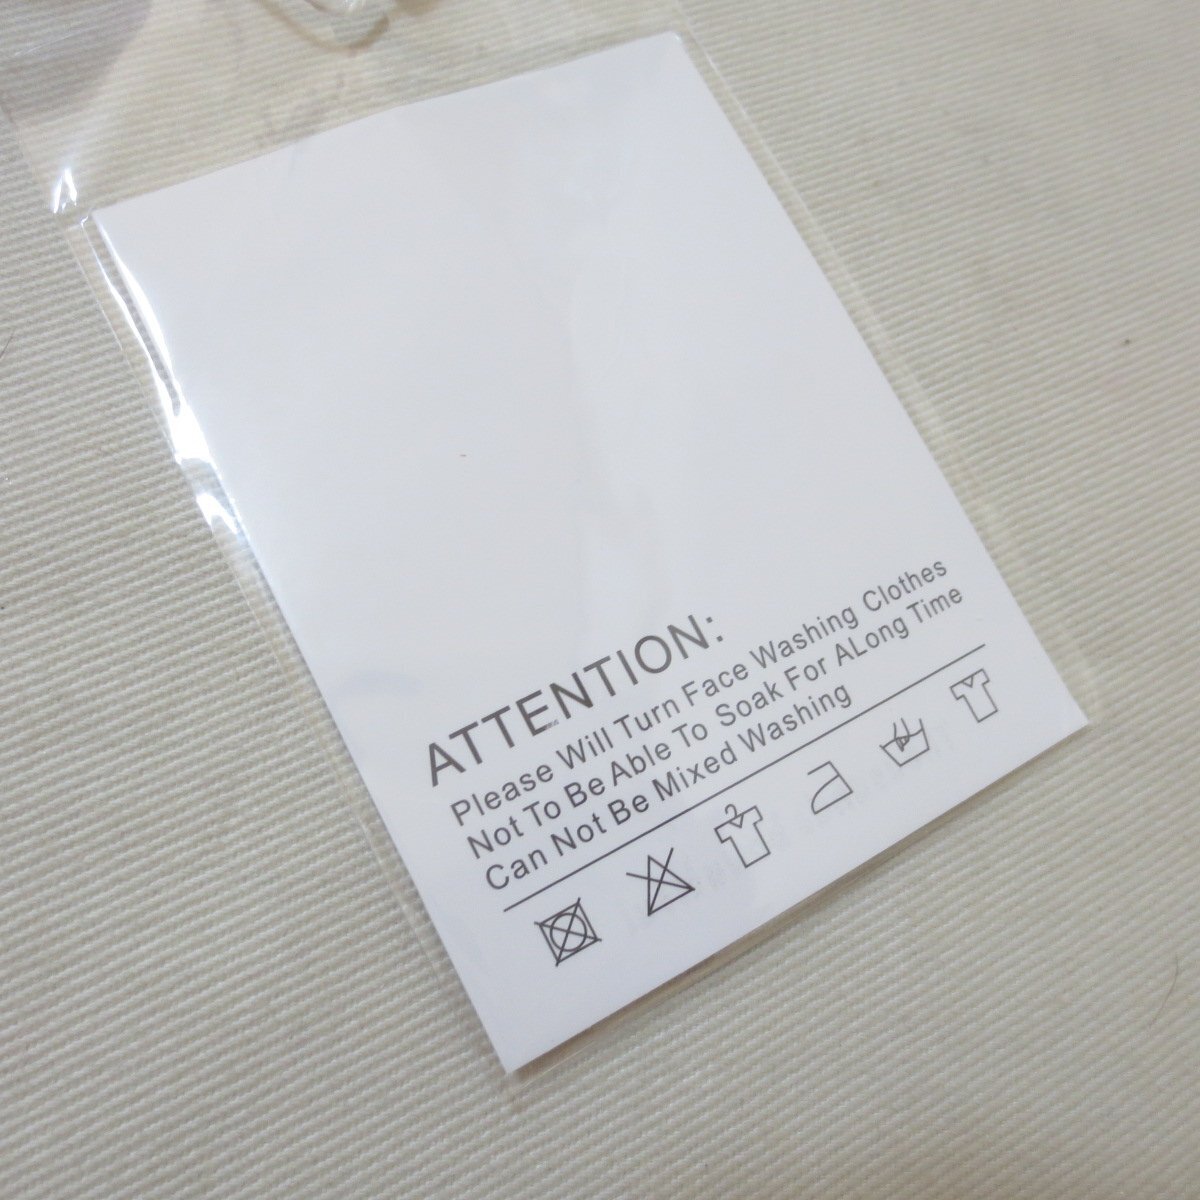 ATTENTION:
Please Will Turn Face Washing Clothes
Not To Be Able To Soak For ALong Time
Can Not Be Mixed Washing